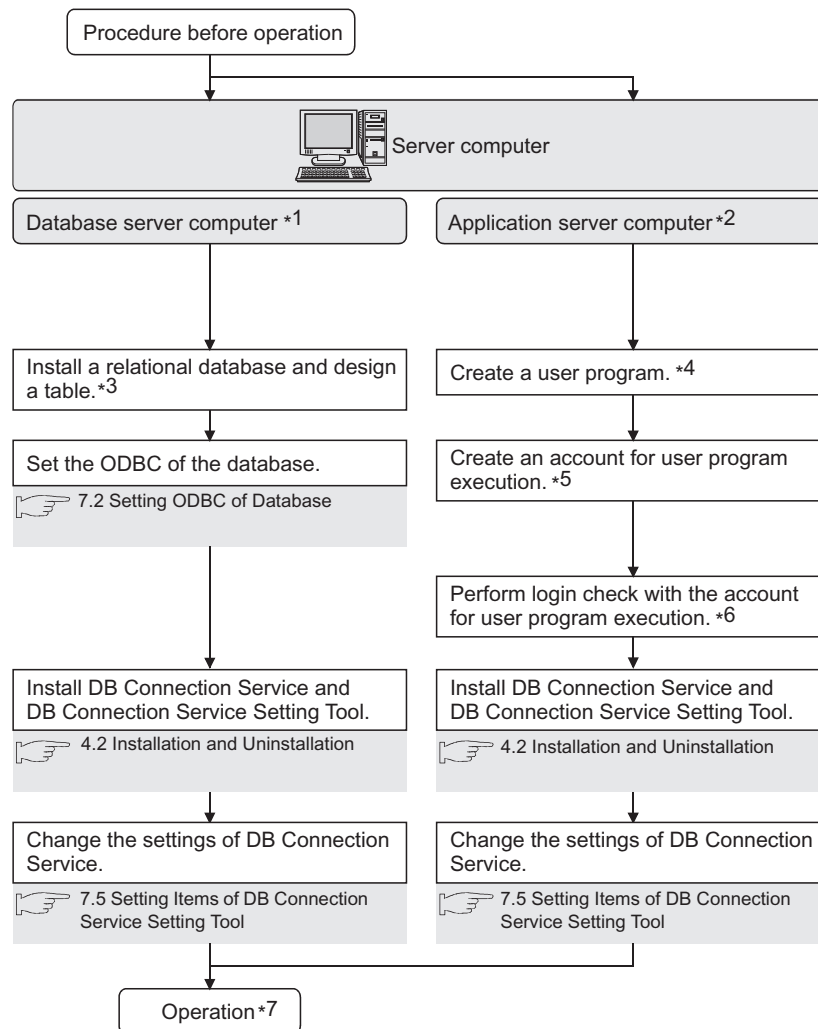 Procedure before operation
Server computer
Database server computer *1
Application server computer*2
Install a relational database and design
a table.*3
Create a user program. *4
Set the ODBC of the database.
7.2 Setting ODBC of Database
Create an account for user program
execution. *5
Perform login check with the account
for user program execution. *6
Install DB Connection Service and
DB Connection Service Setting Tool.
4.2 Installation and Uninstallation
Install DB Connection Service and
DB Connection Service Setting Tool.
4.2 Installation and Uninstallation
Change the settings of DB Connection
Service.
7.5 Setting Items of DB Connection
Service Setting Tool
Change the settings of DB Connection
Service.
7.5 Setting Items of DB Connection
Service Setting Tool
Operation*7